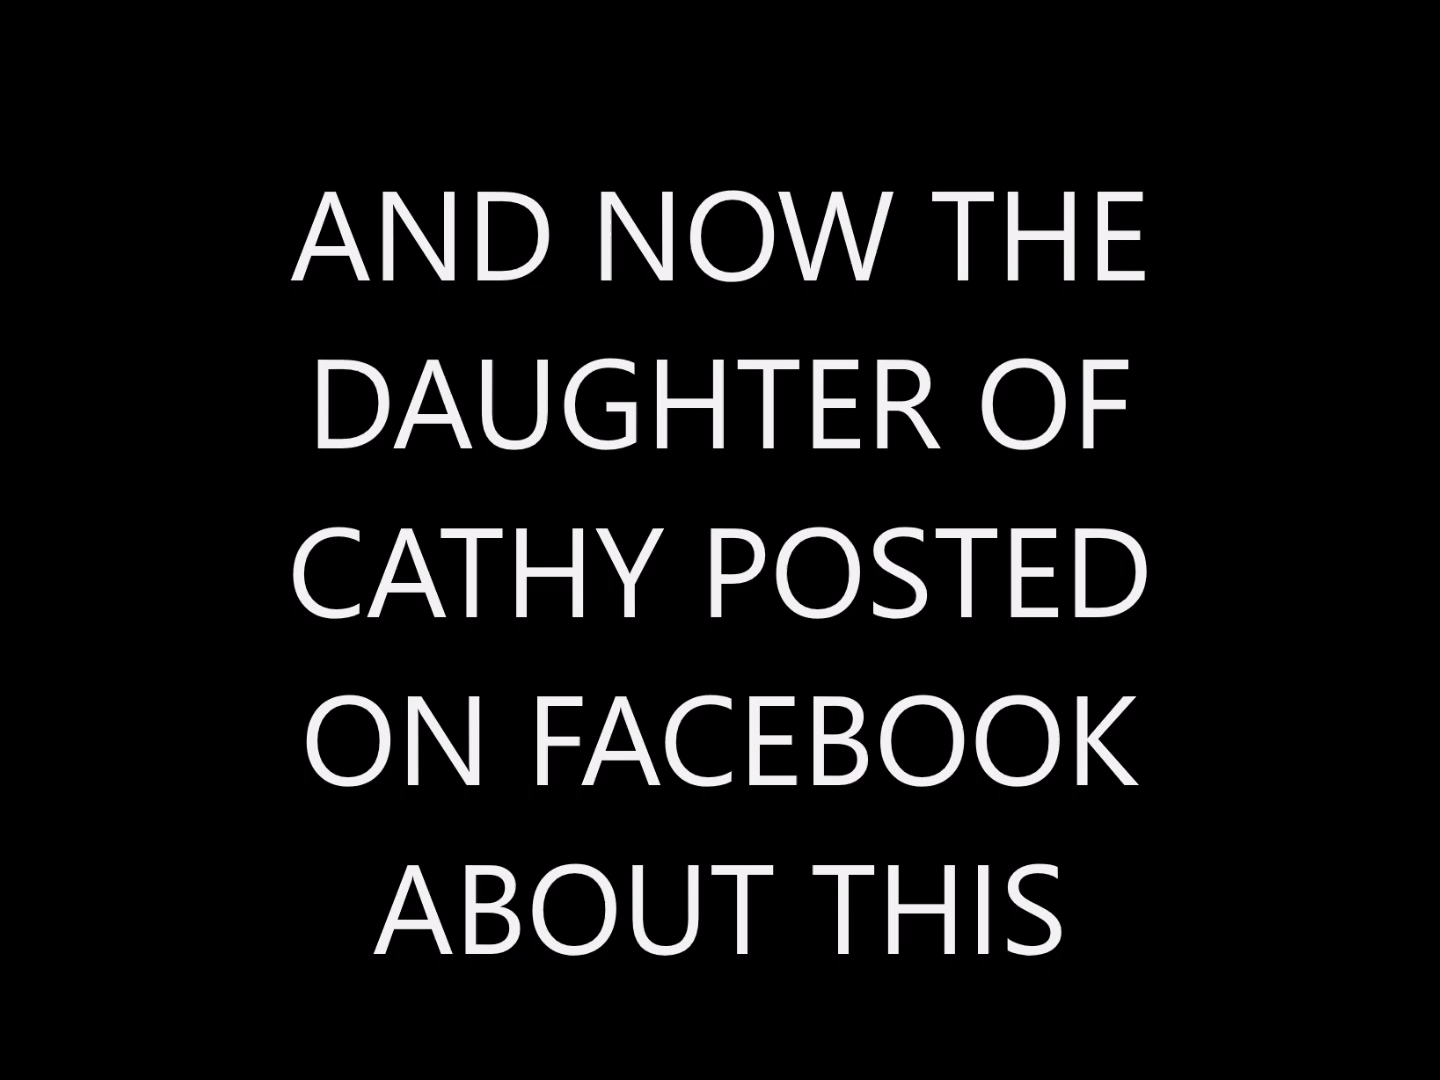 AND NOW THE
DAUGHTER OF
CATHY POSTED
ON FACEBOOK
ABOUT THIS